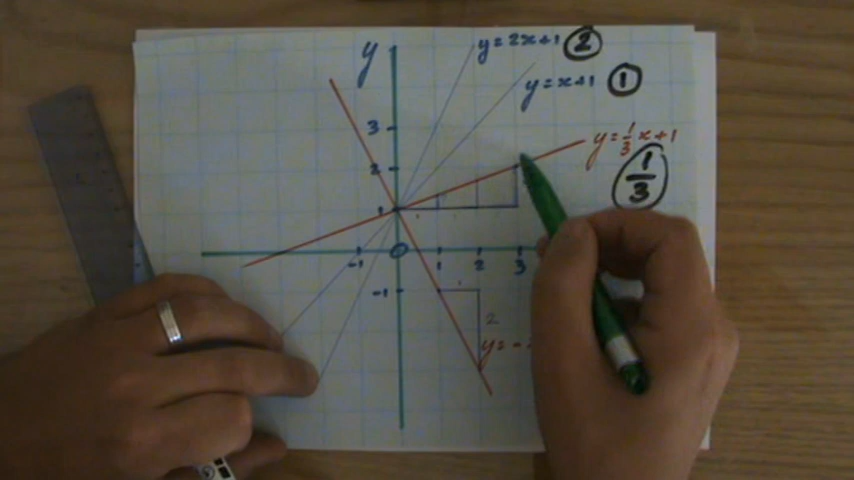 y
y=2x+1 ②
y=x+1 ①
3
y=1/3x+1
2
1/3
1
0
-1 1 2 3
-1
2
y=-